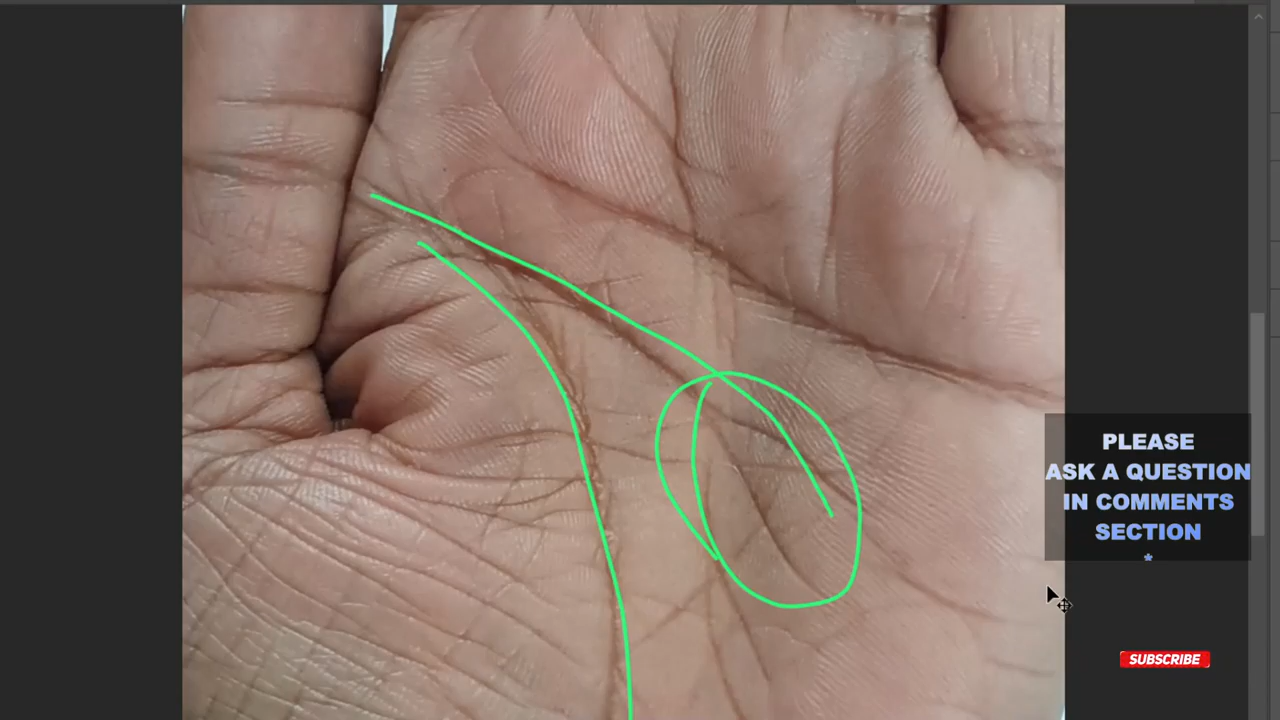 PLEASE
ASK A QUESTION
IN COMMENTS
SECTION
*
SUBSCRIBE